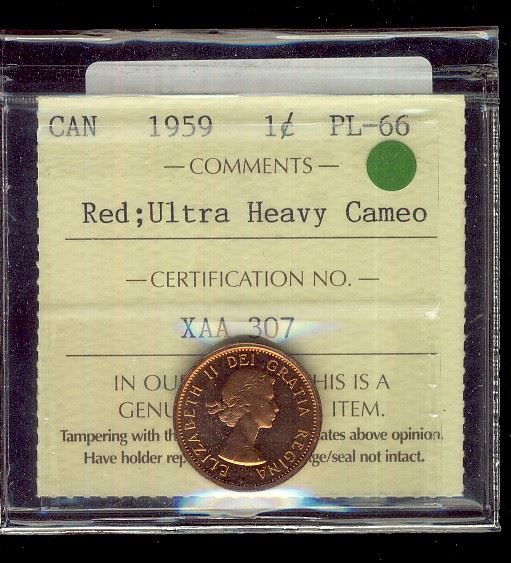 CAN 1959 1¢ PL-66
— COMMENTS —
Red;Ultra Heavy Cameo
— CERTIFICATION NO. —
XAA 307
IN OU HIS IS A
GENU ITEM.
Tampering with th ates above opinion.
Have holder rep ge/seal not intact.
ELIZABETH II DEI GRATIA REGINA